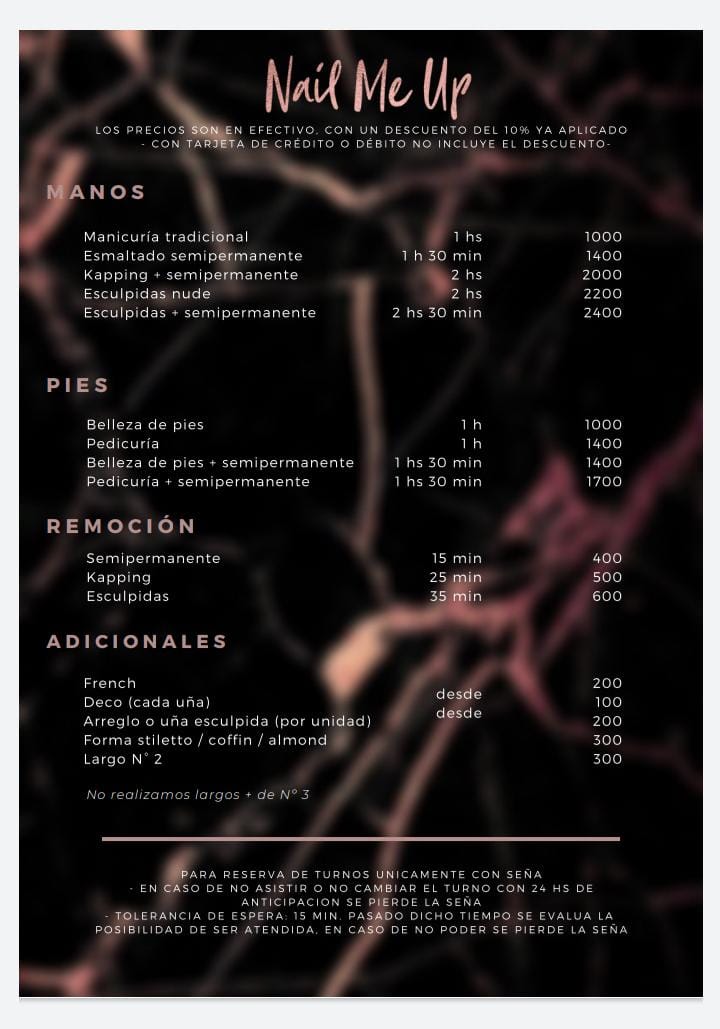 Nail Me Up
LOS PRECIOS SON EN EFECTIVO, CON UN DESCUENTO DEL 10% YA APLICADO
- CON TARJETA DE CRÉDITO O DÉBITO NO INCLUYE EL DESCUENTO-
MANOS
Manicuría tradicional 1 hs 1000
Esmaltado semipermanente 1 h 30 min 1400
Kapping + semipermanente 2 hs 2000
Esculpidas nude 2 hs 2200
Esculpidas + semipermanente 2 hs 30 min 2400
PIES
Belleza de pies 1 h 1000
Pedicuría 1 h 1400
Belleza de pies + semipermanente 1 hs 30 min 1400
Pedicuría + semipermanente 1 hs 30 min 1700
REMOCIÓN
Semipermanente 15 min 400
Kapping 25 min 500
Esculpidas 35 min 600
ADICIONALES
French 200
Deco (cada uña) desde 100
Arreglo o uña esculpida (por unidad) desde 200
Forma stiletto / coffin / almond 300
Largo N° 2 300
No realizamos largos + de Nº 3
PARA RESERVA DE TURNOS UNICAMENTE CON SEÑA
- EN CASO DE NO ASISTIR O NO CAMBIAR EL TURNO CON 24 HS DE
ANTICIPACION SE PIERDE LA SEÑA
- TOLERANCIA DE ESPERA: 15 MIN. PASADO DICHO TIEMPO SE EVALUA LA
POSIBILIDAD DE SER ATENDIDA, EN CASO DE NO PODER SE PIERDE LA SEÑA